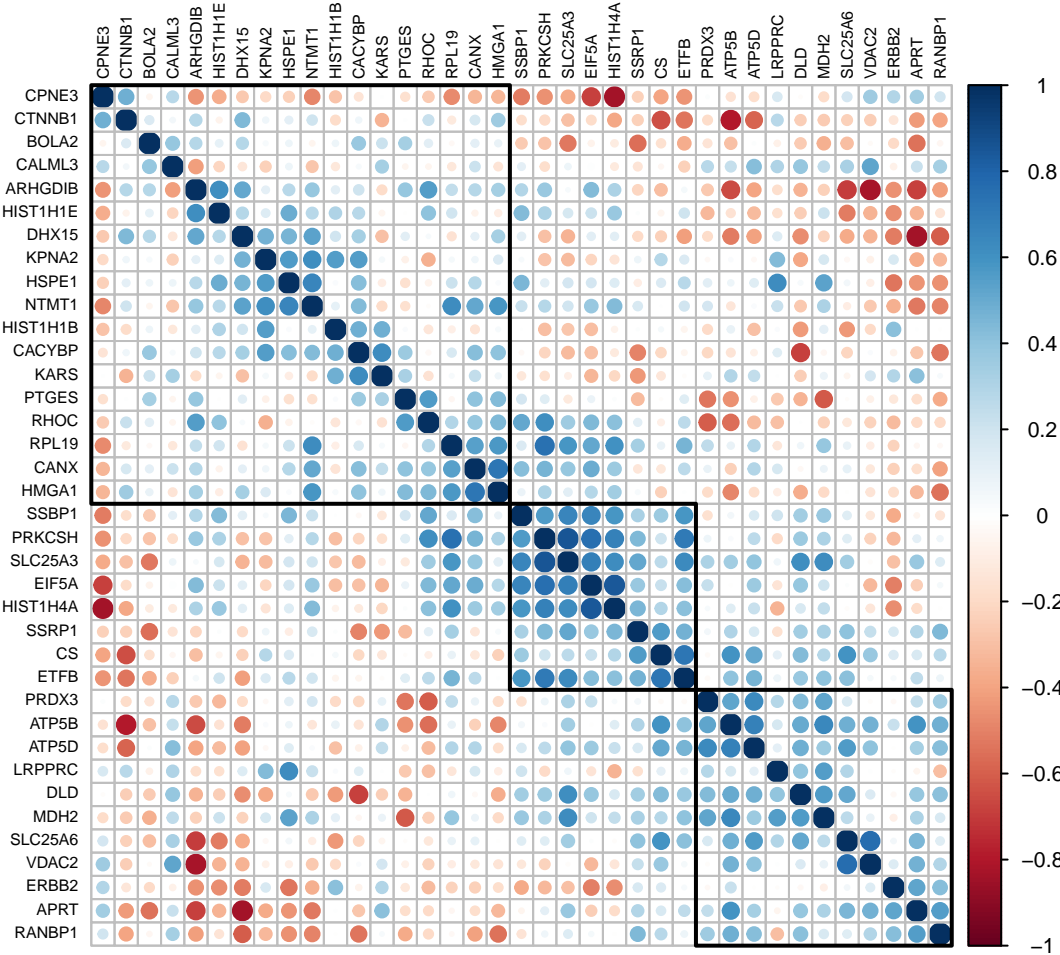 CPNE3
CTNNB1
BOLA2
CALML3
ARHGDIB
HIST1H1E
DHX15
KPNA2
HSPE1
NTMT1
HIST1H1B
CACYBP
KARS
PTGES
RHOC
RPL19
CANX
HMGA1
SSBP1
PRKCSH
SLC25A3
EIF5A
HIST1H4A
SSRP1
CS
ETFB
PRDX3
ATP5B
ATP5D
LRPPRC
DLD
MDH2
SLC25A6
VDAC2
ERBB2
APRT
RANBP1
CPNE3
CTNNB1
BOLA2
CALML3
ARHGDIB
HIST1H1E
DHX15
KPNA2
HSPE1
NTMT1
HIST1H1B
CACYBP
KARS
PTGES
RHOC
RPL19
CANX
HMGA1
SSBP1
PRKCSH
SLC25A3
EIF5A
HIST1H4A
SSRP1
CS
ETFB
PRDX3
ATP5B
ATP5D
LRPPRC
DLD
MDH2
SLC25A6
VDAC2
ERBB2
APRT
RANBP1
1
0.8
0.6
0.4
0.2
0
−0.2
−0.4
−0.6
−0.8
−1